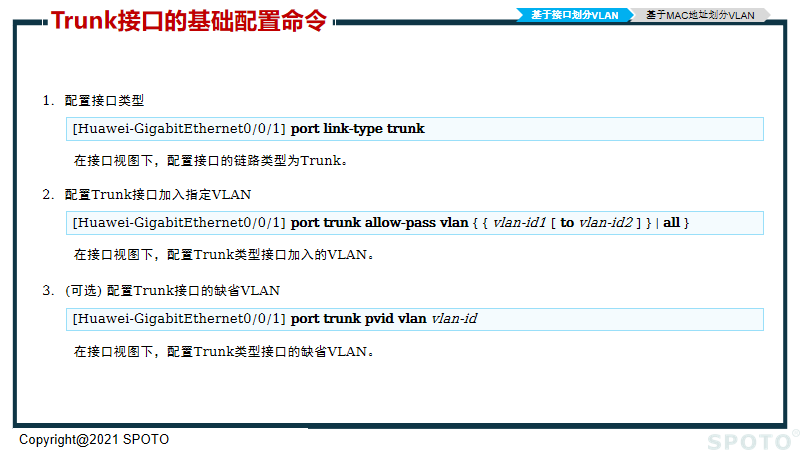 Trunk接口的基础配置命令
基于接口划分VLAN
基于MAC地址划分VLAN
1. 配置接口类型
[Huawei-GigabitEthernet0/0/1] port link-type trunk
在接口视图下，配置接口的链路类型为Trunk。
2. 配置Trunk接口加入指定VLAN
[Huawei-GigabitEthernet0/0/1] port trunk allow-pass vlan { { vlan-id1 [ to vlan-id2 ] } | all }
在接口视图下，配置Trunk类型接口加入的VLAN。
3. (可选) 配置Trunk接口的缺省VLAN
[Huawei-GigabitEthernet0/0/1] port trunk pvid vlan vlan-id
在接口视图下，配置Trunk类型接口的缺省VLAN。
Copyright@2021 SPOTO
SPOTO®